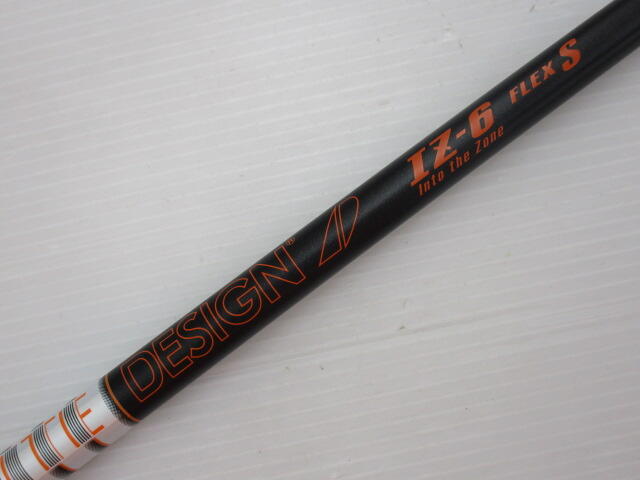 DESIGN®
IZ-6 FLEX S
Into the Zone